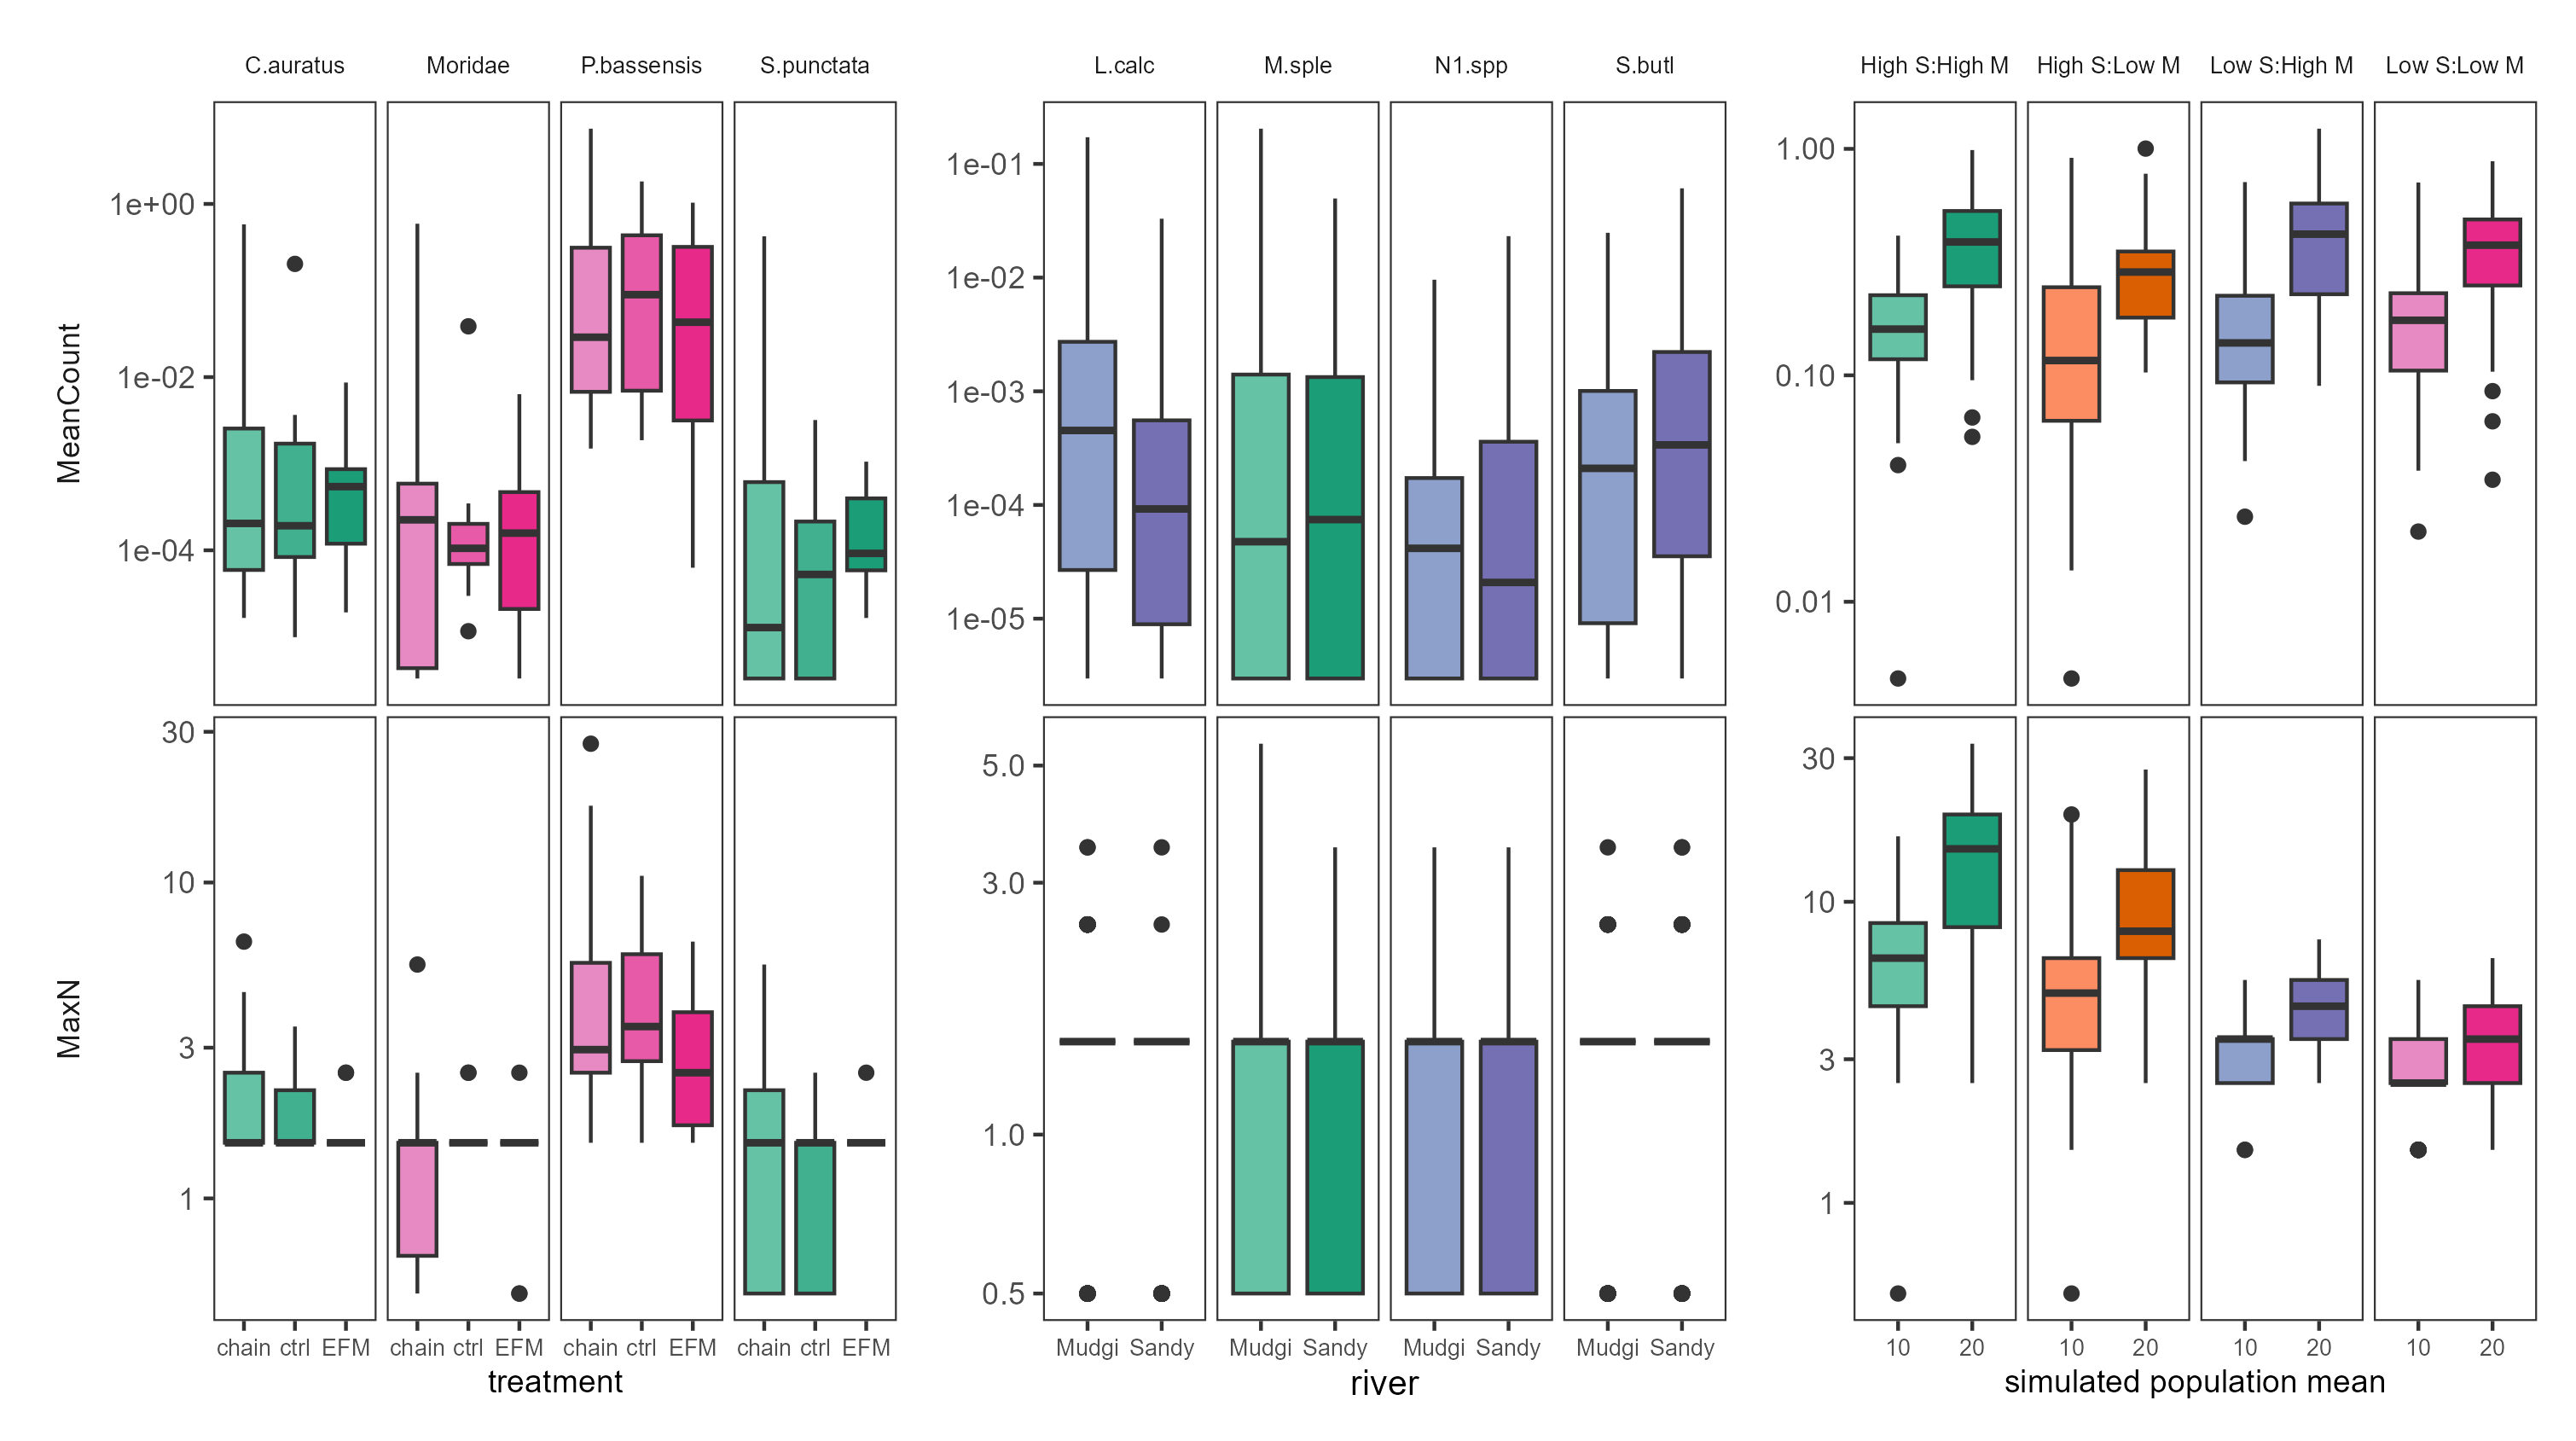 C.auratus Moridae P.bassensis S.punctata L.calc M.sple N1.spp S.butl High S:High M High S:Low M Low S:High M Low S:Low M
MeanCount
1e+00
1e-02
1e-04
1e-01
1e-02
1e-03
1e-04
1e-05
1.00
0.10
0.01
MaxN
30
10
3
1
5.0
3.0
1.0
0.5
30
10
3
1
chain ctrl EFM chain ctrl EFM chain ctrl EFM chain ctrl EFM Mudgi Sandy Mudgi Sandy Mudgi Sandy Mudgi Sandy 10 20 10 20 10 20 10 20
treatment river simulated population mean